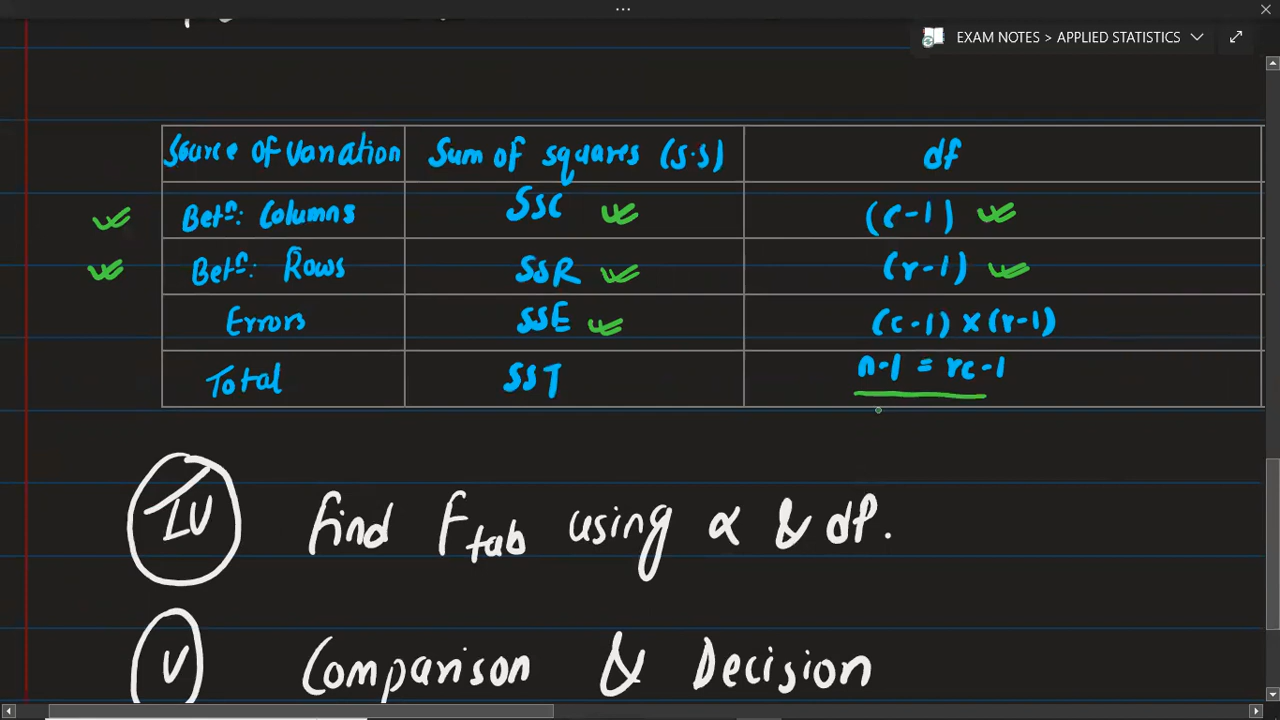 EXAM NOTES > APPLIED STATISTICS
Source of Variation Sum of squares (S.S) df
Betⁿ: Columns SSC (c-1)
Betⁿ: Rows SSR (r-1)
Errors SSE (c-1) x (r-1)
Total SST n-1 = rc-1
IV find Ftab using α & df.
V Comparison & Decision